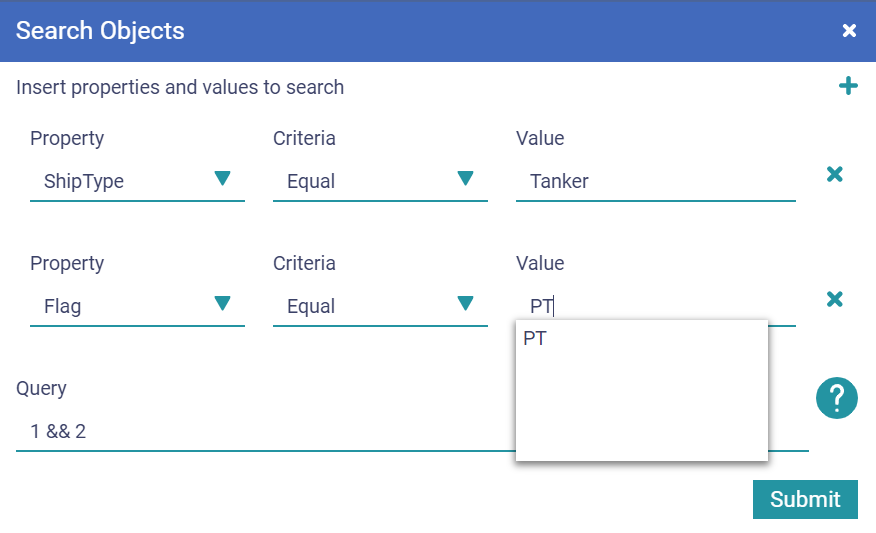 Search Objects
Insert properties and values to search
Property Criteria Value
ShipType Equal Tanker
Property Criteria Value
Flag Equal PT
PT
Query
1 && 2
?
Submit